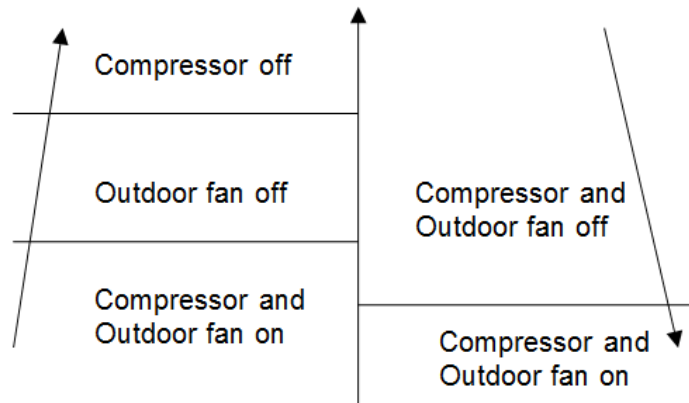 Compressor off
Outdoor fan off
Compressor and
Outdoor fan on
Compressor and
Outdoor fan off
Compressor and
Outdoor fan on